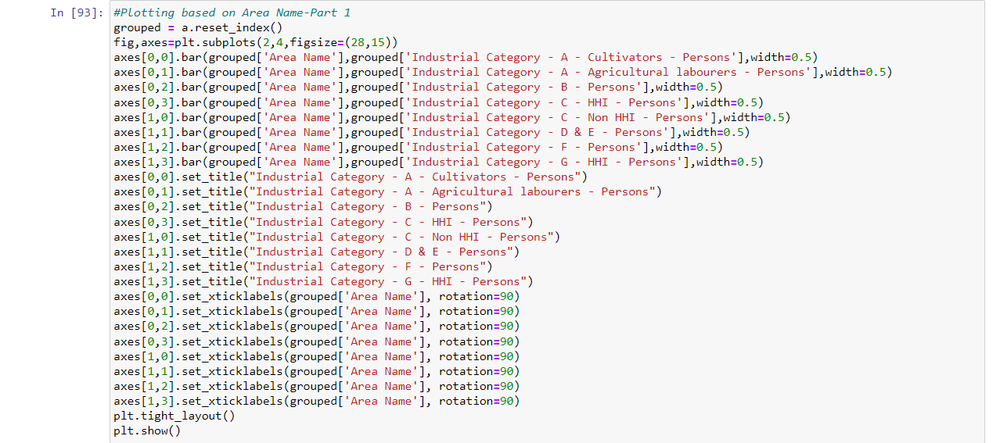 In [93]: #Plotting based on Area Name-Part 1
grouped = a.reset_index()
fig,axes=plt.subplots(2,4,figsize=(28,15))
axes[0,0].bar(grouped['Area Name'],grouped['Industrial Category - A - Cultivators - Persons'],width=0.5)
axes[0,1].bar(grouped['Area Name'],grouped['Industrial Category - A - Agricultural labourers - Persons'],width=0.5)
axes[0,2].bar(grouped['Area Name'],grouped['Industrial Category - B - Persons'],width=0.5)
axes[0,3].bar(grouped['Area Name'],grouped['Industrial Category - C - HHI - Persons'],width=0.5)
axes[1,0].bar(grouped['Area Name'],grouped['Industrial Category - C - Non HHI - Persons'],width=0.5)
axes[1,1].bar(grouped['Area Name'],grouped['Industrial Category - D & E - Persons'],width=0.5)
axes[1,2].bar(grouped['Area Name'],grouped['Industrial Category - F - Persons'],width=0.5)
axes[1,3].bar(grouped['Area Name'],grouped['Industrial Category - G - HHI - Persons'],width=0.5)
axes[0,0].set_title("Industrial Category - A - Cultivators - Persons")
axes[0,1].set_title("Industrial Category - A - Agricultural labourers - Persons")
axes[0,2].set_title("Industrial Category - B - Persons")
axes[0,3].set_title("Industrial Category - C - HHI - Persons")
axes[1,0].set_title("Industrial Category - C - Non HHI - Persons")
axes[1,1].set_title("Industrial Category - D & E - Persons")
axes[1,2].set_title("Industrial Category - F - Persons")
axes[1,3].set_title("Industrial Category - G - HHI - Persons")
axes[0,0].set_xticklabels(grouped['Area Name'], rotation=90)
axes[0,1].set_xticklabels(grouped['Area Name'], rotation=90)
axes[0,2].set_xticklabels(grouped['Area Name'], rotation=90)
axes[0,3].set_xticklabels(grouped['Area Name'], rotation=90)
axes[1,0].set_xticklabels(grouped['Area Name'], rotation=90)
axes[1,1].set_xticklabels(grouped['Area Name'], rotation=90)
axes[1,2].set_xticklabels(grouped['Area Name'], rotation=90)
axes[1,3].set_xticklabels(grouped['Area Name'], rotation=90)
plt.tight_layout()
plt.show()